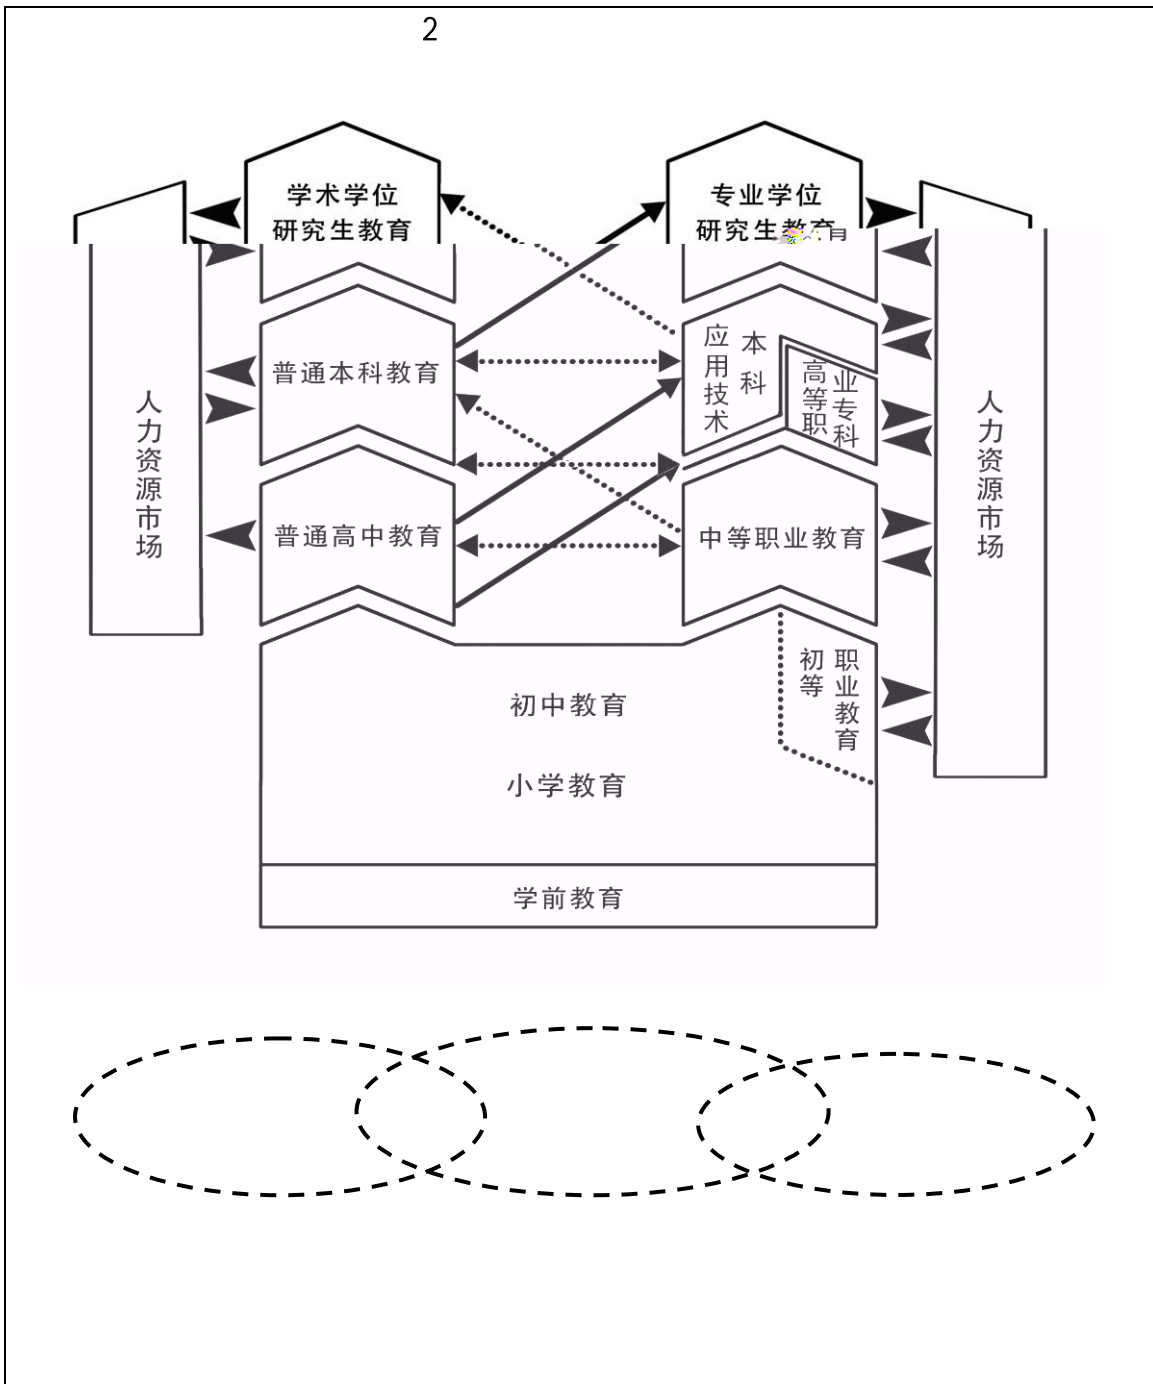 2
学术学位
研究生教育
专业学位
研究生教育
人力资源市场
普通本科教育
应用技术
本科
高等职
业专科
人力资源市场
普通高中教育
中等职业教育
初等
职业教育
初中教育
小学教育
学前教育